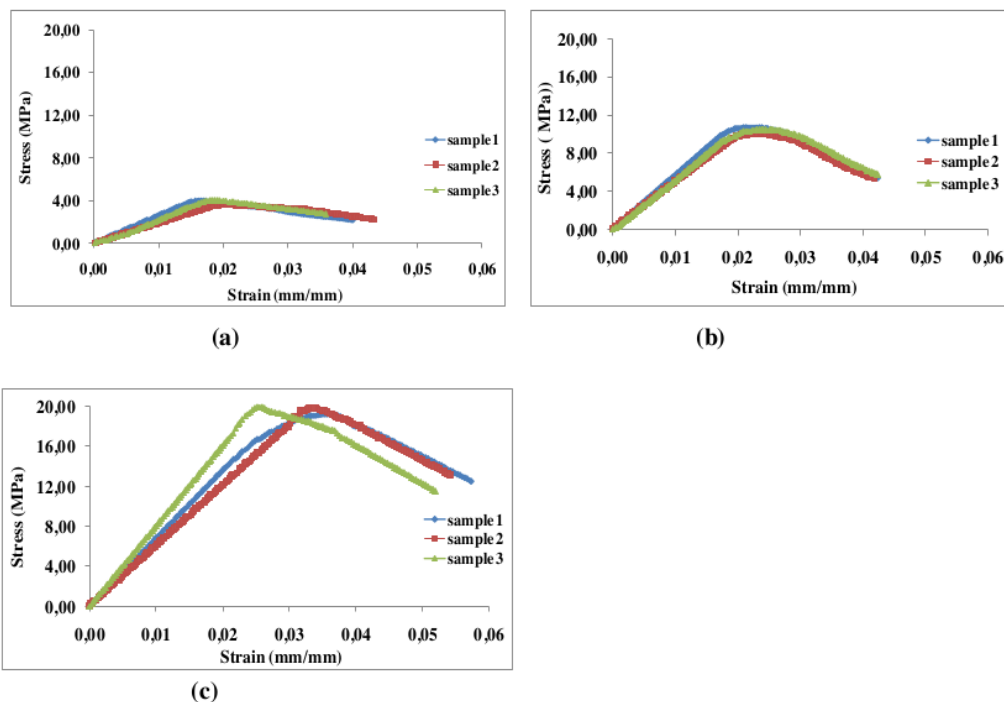 20,00
16,00
12,00
8,00
4,00
0,00
Stress (MPa)
sample1
sample2
sample3
0,00 0,01 0,02 0,03 0,04 0,05 0,06
Strain (mm/mm)
(a)
20,00
16,00
12,00
8,00
4,00
0,00
Stress ( MPa))
sample1
sample2
sample3
0,00 0,01 0,02 0,03 0,04 0,05 0,06
Strain (mm/mm)
(b)
20,00
16,00
12,00
8,00
4,00
0,00
Stress (MPa)
sample1
sample2
sample3
0,00 0,01 0,02 0,03 0,04 0,05 0,06
Strain (mm/mm)
(c)